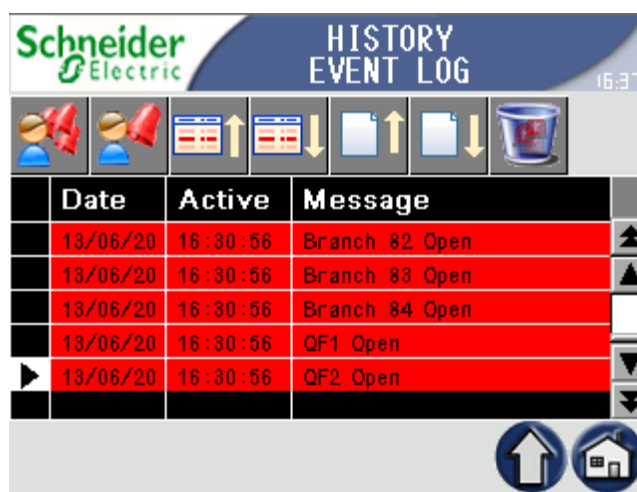 Schneider
Electric
HISTORY
EVENT LOG
Date Active Message
13/06/20 16:30:56 Branch 82 Open
13/06/20 16:30:56 Branch 83 Open
13/06/20 16:30:56 Branch 84 Open
13/06/20 16:30:56 QF1 Open
13/06/20 16:30:56 QF2 Open